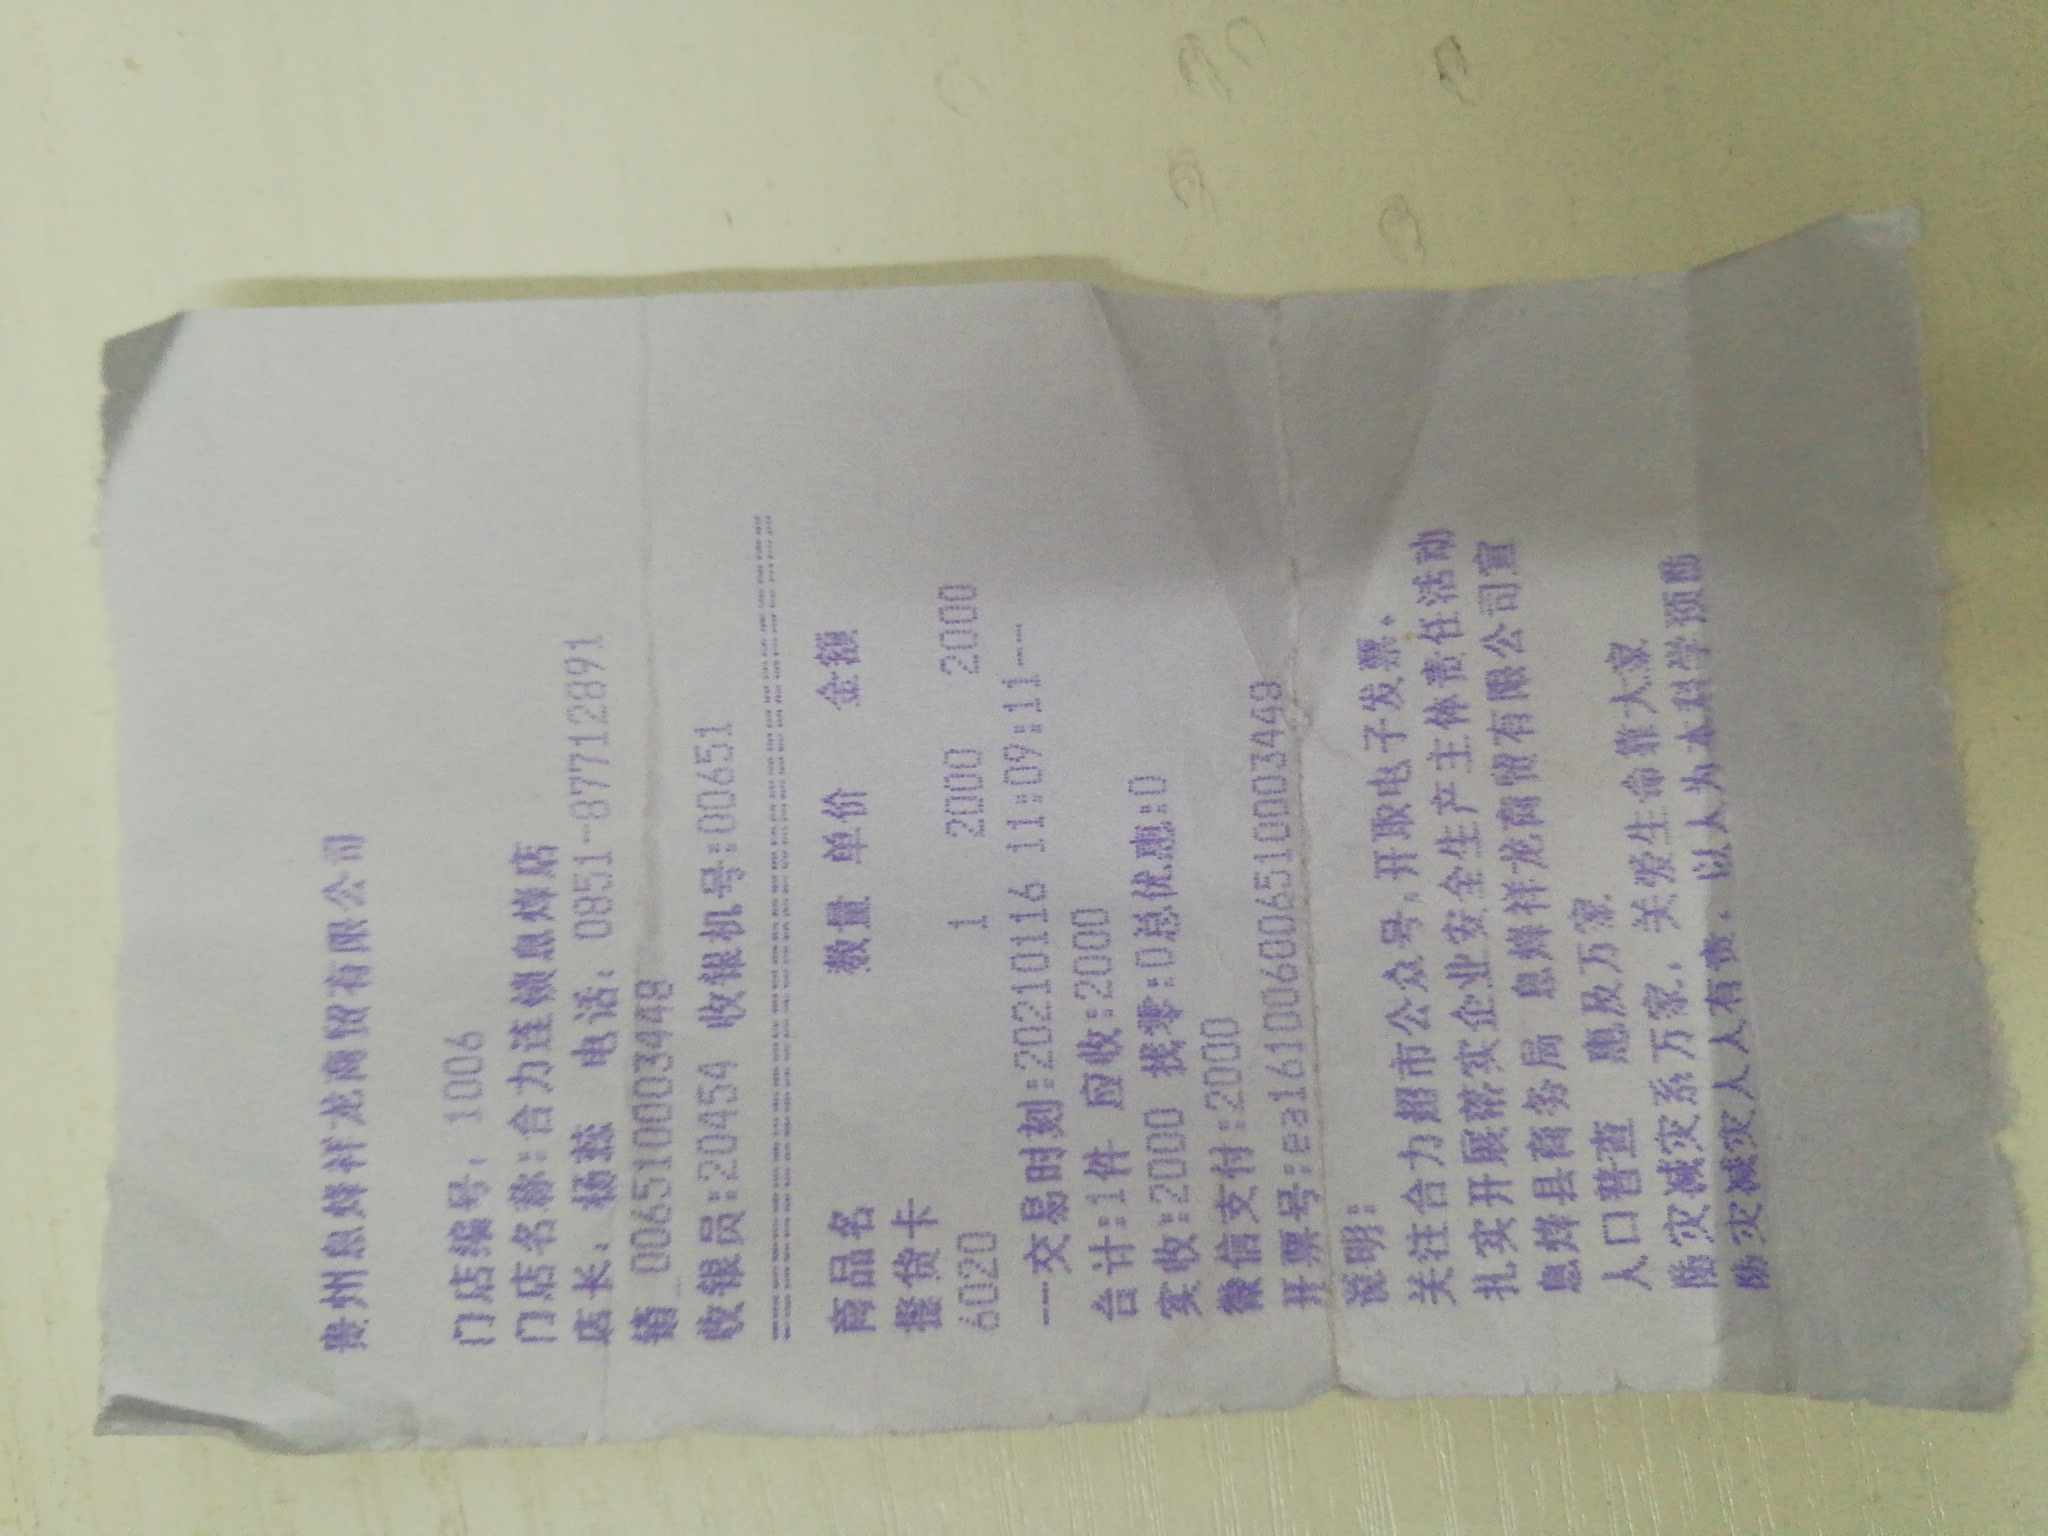 贵州息烽祥龙商贸有限公司
门店编号: 1006
门店名称:合力连锁息烽店
店长: 杨 电话: 0851-87712891
销 006510003448
收银员:20454 收银机号:00651
================================
商品名 数量 单价 金额
整贷卡
60020 1 2000 2000
---交易时刻:20210116 11:09:11---
合计:1件 应收:2000
实收:2000 找零:0总优惠:0
微信支付:2000
开票号:ea1610060065100034​49
说明:
关注合力超市公众号,开取电子发票.
扎实开展落实企业安全生产主体责任活动
息烽县商务局 息烽祥龙商贸有限公司宣
人口普查 惠及万家
防灾减灾系万家, 关爱生命靠大家
防灾减灾人人有责, 以人为本科学预防